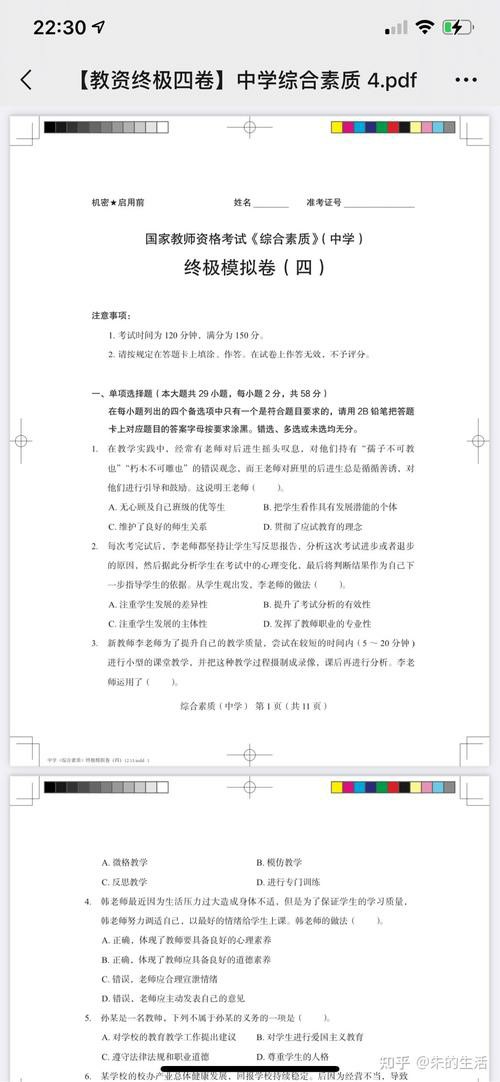 22:30
【教资终极四卷】中学综合素质 4.pdf
机密★启用前 姓名________ 准考证号________________
国家教师资格考试《综合素质》（中学）
终极模拟卷（四）
注意事项：
1. 考试时间为 120 分钟，满分为 150 分。
2. 请按规定在答题卡上填涂、作答。在试卷上作答无效，不予评分。
一、单项选择题（本大题共 29 小题，每小题 2 分，共 58 分）
在每小题列出的四个备选项中只有一个是符合题目要求的，请用 2B 铅笔把答题
卡上对应题目的答案字母按要求涂黑。错选、多选或未选均无分。
1. 在教学实践中，经常有老师对后进生摇头叹息，对他们持有“孺子不可教
也”“朽木不可雕也”的错误观念，而王老师对班里的后进生总是循循善诱，对
他们进行引导和鼓励。这说明王老师（ ）。
A. 无心顾及自己班级的优等生 B. 把学生看作具有发展潜能的个体
C. 维护了良好的师生关系 D. 贯彻了应试教育的理念
2. 每次考完试后，李老师都坚持让学生写反思报告，分析这次考试进步或者退步
的原因，然后据此分析学生在考试中的心理变化，最后将判断结果作为自己下
一步指导学生的依据。从学生观出发，李老师的做法（ ）。
A. 注重学生发展的差异性 B. 提升了考试分析的有效性
C. 注重学生发展的主体性 D. 发挥了教师职业的专业性
3. 新教师李老师为了提升自己的教学质量，尝试在较短的时间内（5 ～ 20 分钟）
进行小型的课堂教学，并把这种教学过程摄制成录像，课后再进行分析。李老
师运用了（ ）。
综合素质（中学） 第 1 页（共 11 页）
中学《综合素质》终极模拟卷（四）
A. 微格教学 B. 模仿教学
C. 反思教学 D. 进行专门训练
4. 韩老师最近因为生活压力过大造成身体不适，但是为了保证学生的学习质量，
韩老师努力调适自己，以最好的情绪给学生上课。韩老师的做法（ ）。
A. 正确，体现了教师要具备良好的心理素养
B. 正确，体现了教师应具备良好的道德素养
C. 错误，老师应合理宣泄情绪
D. 错误，老师应主动发表自己的意见
5. 孙某是一名教师，下列不属于孙某的义务的一项是（ ）。
A. 对学校的教育教学工作提出建议 B. 对学生进行爱国主义教育
C. 遵守法律法规和职业道德 D. 尊重学生的人格
6. 某学校的校办产业总体健康发展，回报学校持续稳定。后因为经营不当，导致
知乎 @朱的生活